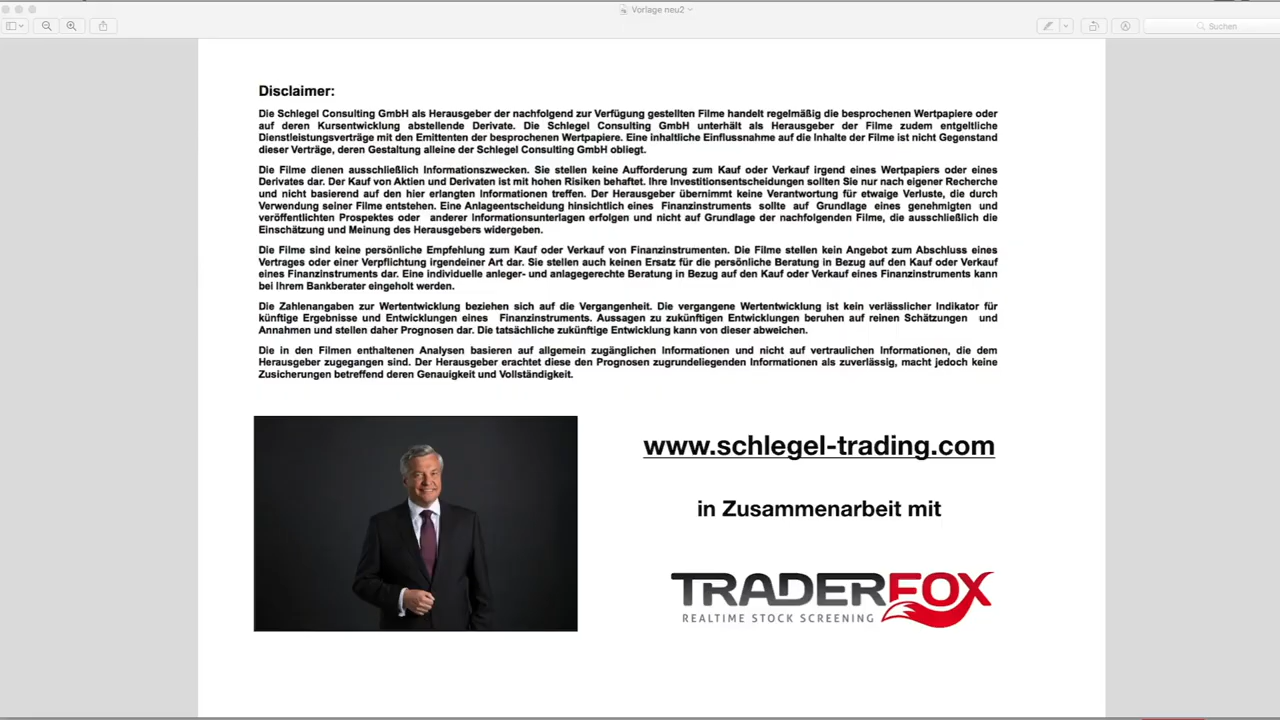 Vorlage neu2
Suchen
Disclaimer:
Die Schlegel Consulting GmbH als Herausgeber der nachfolgend zur Verfügung gestellten Filme handelt regelmäßig die besprochenen Wertpapiere oder
auf deren Kursentwicklung abstellende Derivate. Die Schlegel Consulting GmbH unterhält als Herausgeber der Filme zudem entgeltliche
Dienstleistungsverträge mit den Emittenten der besprochenen Wertpapiere. Eine inhaltliche Einflussnahme auf die Inhalte der Filme ist nicht Gegenstand
dieser Verträge, deren Gestaltung alleine der Schlegel Consulting GmbH obliegt.
Die Filme dienen ausschließlich Informationszwecken. Sie stellen keine Aufforderung zum Kauf oder Verkauf irgend eines Wertpapiers oder eines
Derivates dar. Der Kauf von Aktien und Derivaten ist mit hohen Risiken behaftet. Ihre Investitionsentscheidungen sollten Sie nur nach eigener Recherche
und nicht basierend auf den hier erlangten Informationen treffen. Der Herausgeber übernimmt keine Verantwortung für etwaige Verluste, die durch
Verwendung seiner Filme entstehen. Eine Anlageentscheidung hinsichtlich eines Finanzinstruments sollte auf Grundlage eines genehmigten und
veröffentlichten Prospektes oder anderer Informationsunterlagen erfolgen und nicht auf Grundlage der nachfolgenden Filme, die ausschließlich die
Einschätzung und Meinung des Herausgebers widergeben.
Die Filme sind keine persönliche Empfehlung zum Kauf oder Verkauf von Finanzinstrumenten. Die Filme stellen kein Angebot zum Abschluss eines
Vertrages oder einer Verpflichtung irgendeiner Art dar. Sie stellen auch keinen Ersatz für die persönliche Beratung in Bezug auf den Kauf oder Verkauf
eines Finanzinstruments dar. Eine individuelle anleger- und anlagegerechte Beratung in Bezug auf den Kauf oder Verkauf eines Finanzinstruments kann
bei Ihrem Bankberater eingeholt werden.
Die Zahlenangaben zur Wertentwicklung beziehen sich auf die Vergangenheit. Die vergangene Wertentwicklung ist kein verlässlicher Indikator für
künftige Ergebnisse und Entwicklungen eines Finanzinstruments. Aussagen zu zukünftigen Entwicklungen beruhen auf reinen Schätzungen und
Annahmen und stellen daher Prognosen dar. Die tatsächliche zukünftige Entwicklung kann von dieser abweichen.
Die in den Filmen enthaltenen Analysen basieren auf allgemein zugänglichen Informationen und nicht auf vertraulichen Informationen, die dem
Herausgeber zugegangen sind. Der Herausgeber erachtet diese den Prognosen zugrundeliegenden Informationen als zuverlässig, macht jedoch keine
Zusicherungen betreffend deren Genauigkeit und Vollständigkeit.
www.schlegel-trading.com
in Zusammenarbeit mit
TRADERFOX
REALTIME STOCK SCREENING